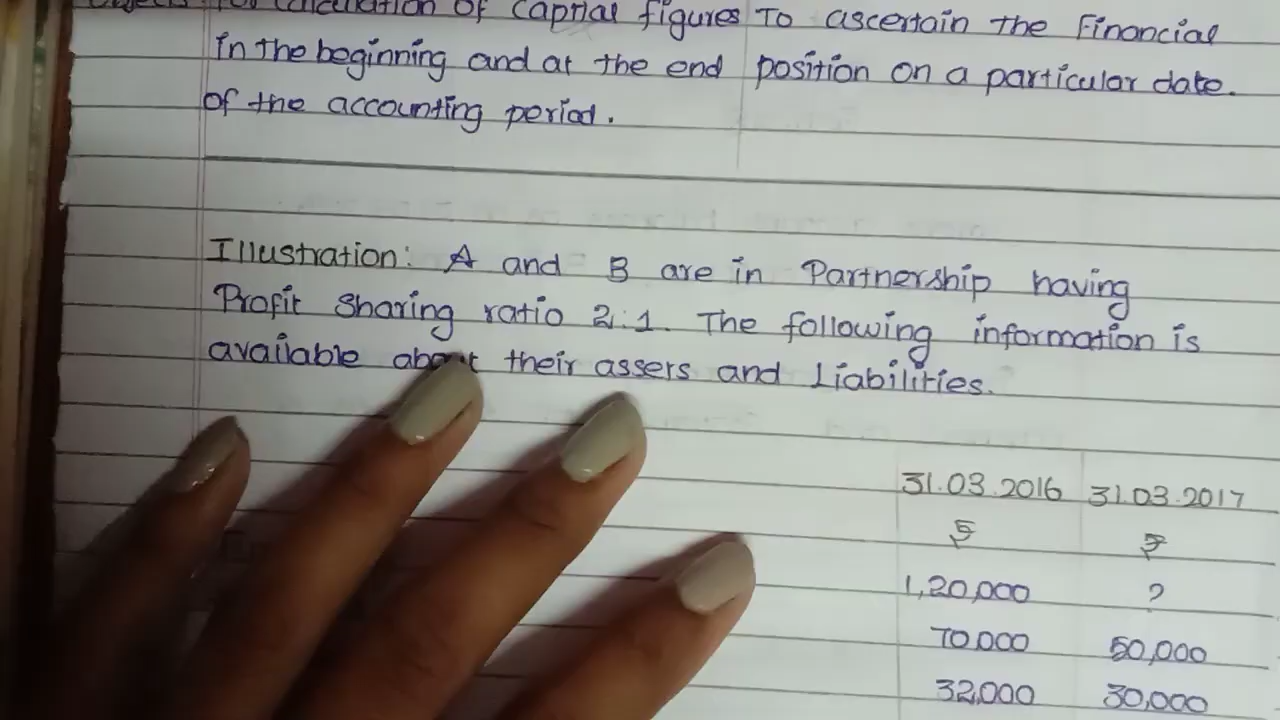 for calculation of capital figures To ascertain the Financial
in the beginning and at the end position on a particular date.
of the accounting period.
Illustration: A and B are in Partnership having
Profit Sharing ratio 2:1. The following information is
available about their assers and Liabilities.
31.03.2016 31.03.2017
₹ ₹
1,20,000 ?
70,000 50,000
32,000 30,000